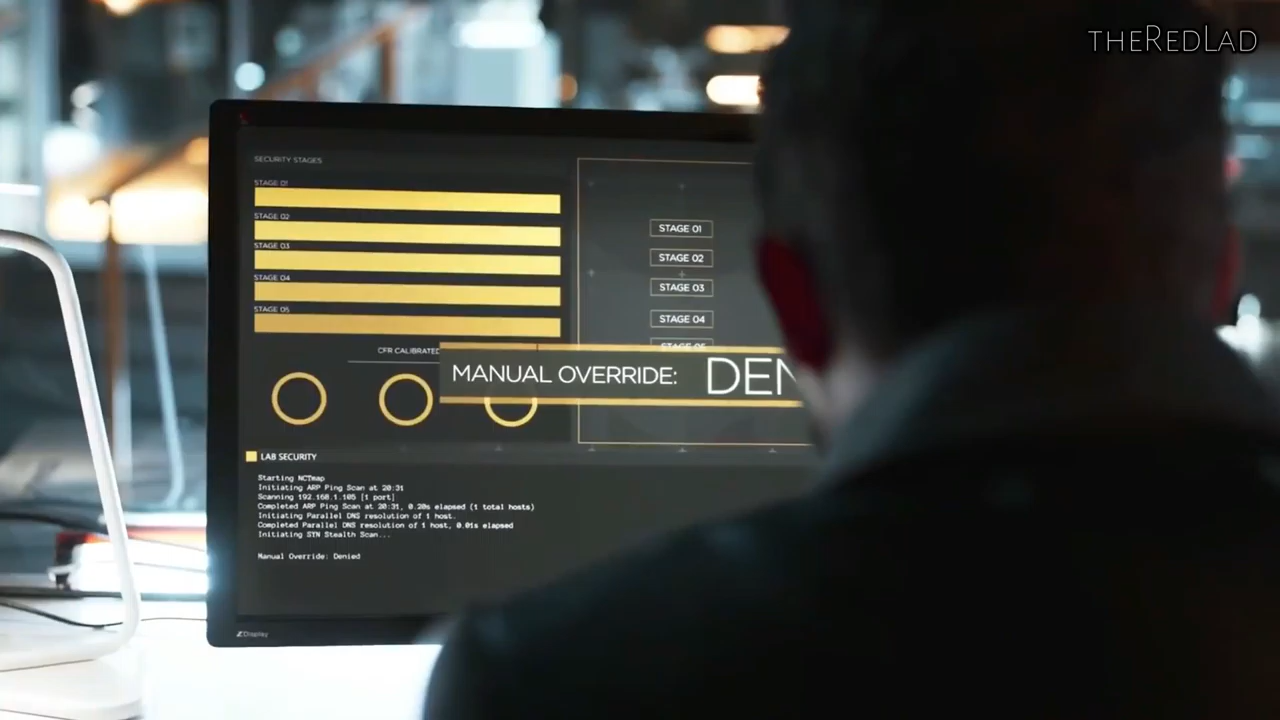 THEREDLAD
SECURITY STAGES
STAGE 01
STAGE 02
STAGE 03
STAGE 04
STAGE 05
STAGE 01
STAGE 02
STAGE 03
STAGE 04
STAGE 05
CFR CALIBRATED
MANUAL OVERRIDE: DEN
LAB SECURITY
Starting NCTmap
Initiating ARP Ping Scan at 20:31
Scanning 192.168.1.105 [1 port]
Completed ARP Ping Scan at 20:31, 0.20s elapsed (1 total hosts)
Initiating Parallel DNS resolution of 1 host.
Completed Parallel DNS resolution of 1 host, 0.01s elapsed
Initiating SYN Stealth Scan...
Manual Override: Denied
Z Display